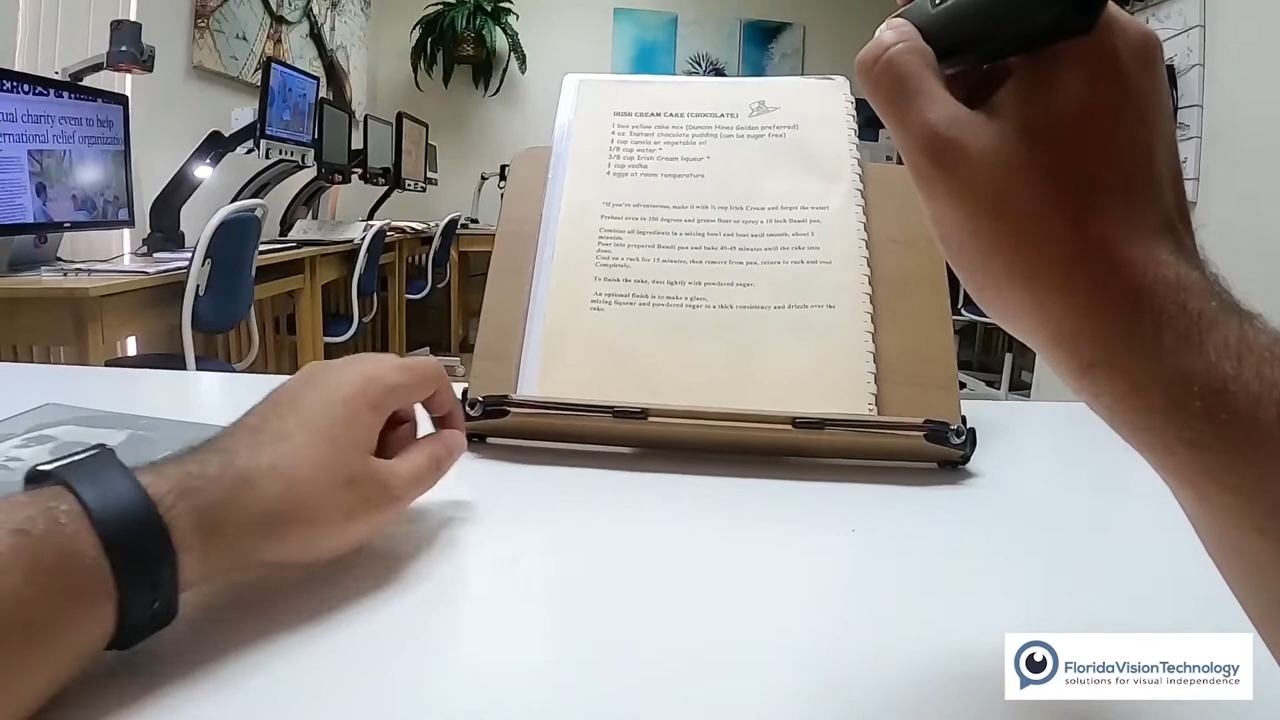 EROES &
tual charity event to help
ernational relief organizatio
IRISH CREAM CAKE (CHOCOLATE)
1 box yellow cake mix (Duncan Hines Golden preferred)
4 oz. Instant chocolate pudding (can be sugar free)
cup canola or vegetable oil
1/8 cup water *
3/8 cup Irish Cream liqueur *
cup vodka
4 eggs at room temperature
*If you're adventurous, make it with ½ cup Irish Cream and forget the water!
Preheat oven to 350 degrees and grease flour or spray a 10 inch Bundt pan.
Combine all ingredients in a mixing bowl and beat until smooth, about 2
minutes.
Pour into prepared Bundt pan and bake 40-45 minutes until the cake tests
done.
Cool on a rack for 15 minutes, then remove from pan, return to rack and cool
Completely.
To finish the cake, dust lightly with powdered sugar.
An optional finish is to make a glaze,
mixing liqueur and powdered sugar to a thick consistency and drizzle over the
cake.
FloridaVisionTechnology
solutions for visual independence